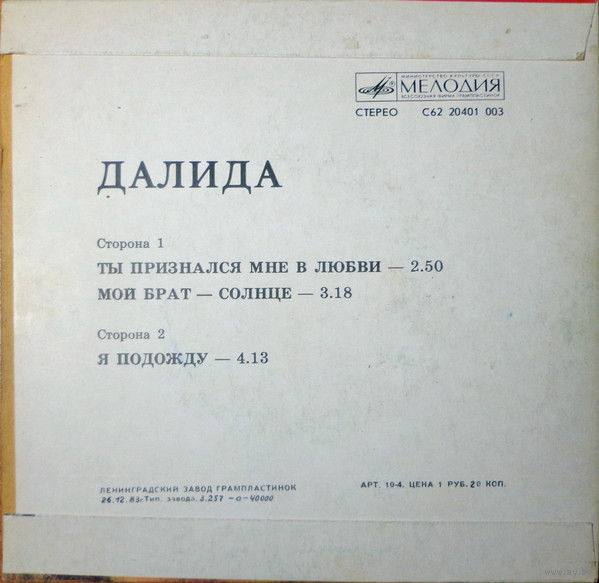 МИНИСТЕРСТВО КУЛЬТУРЫ СССР
МЕЛОДИЯ
ВСЕСОЮЗНАЯ ФИРМА ГРАМПЛАСТИНОК
СТЕРЕО С62 20401 003
ДАЛИДА
Сторона 1
ТЫ ПРИЗНАЛСЯ МНЕ В ЛЮБВИ — 2.50
МОЙ БРАТ — СОЛНЦЕ — 3.18
Сторона 2
Я ПОДОЖДУ — 4.13
ЛЕНИНГРАДСКИЙ ЗАВОД ГРАМПЛАСТИНОК
26.12.83г. Тип. завода. З.257 —0— 40000
АРТ. 10-4. ЦЕНА 1 РУБ. 20 КОП.